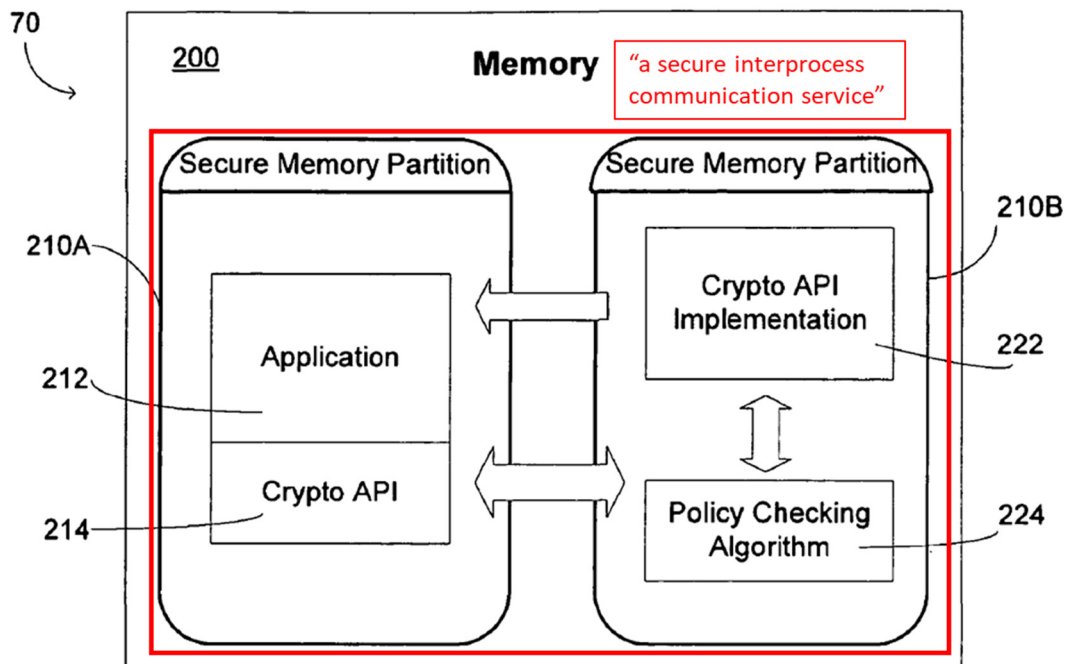 70
200
Memory
“a secure interprocess
communication service”
Secure Memory Partition
Secure Memory Partition
210A
210B
Application
Crypto API
Implementation
212
222
Crypto API
214
Policy Checking
Algorithm
224